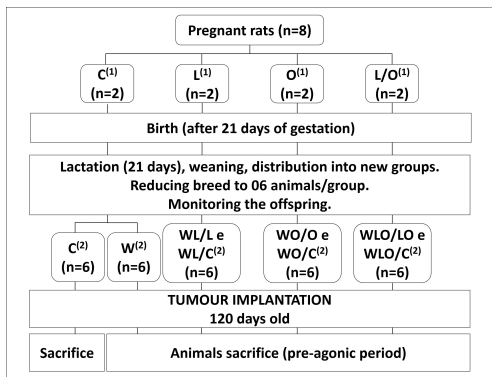 Pregnant rats (n=8)
C(1)
(n=2)
L(1)
(n=2)
O(1)
(n=2)
L/O(1)
(n=2)
Birth (after 21 days of gestation)
Lactation (21 days), weaning, distribution into new groups.
Reducing breed to 06 animals/group.
Monitoring the offspring.
C(2)
(n=6)
W(2)
(n=6)
WL/L e
WL/C(2)
(n=6)
WO/O e
WO/C(2)
(n=6)
WLO/LO e
WLO/C(2)
(n=6)
TUMOUR IMPLANTATION
120 days old
Sacrifice
Animals sacrifice (pre-agonic period)